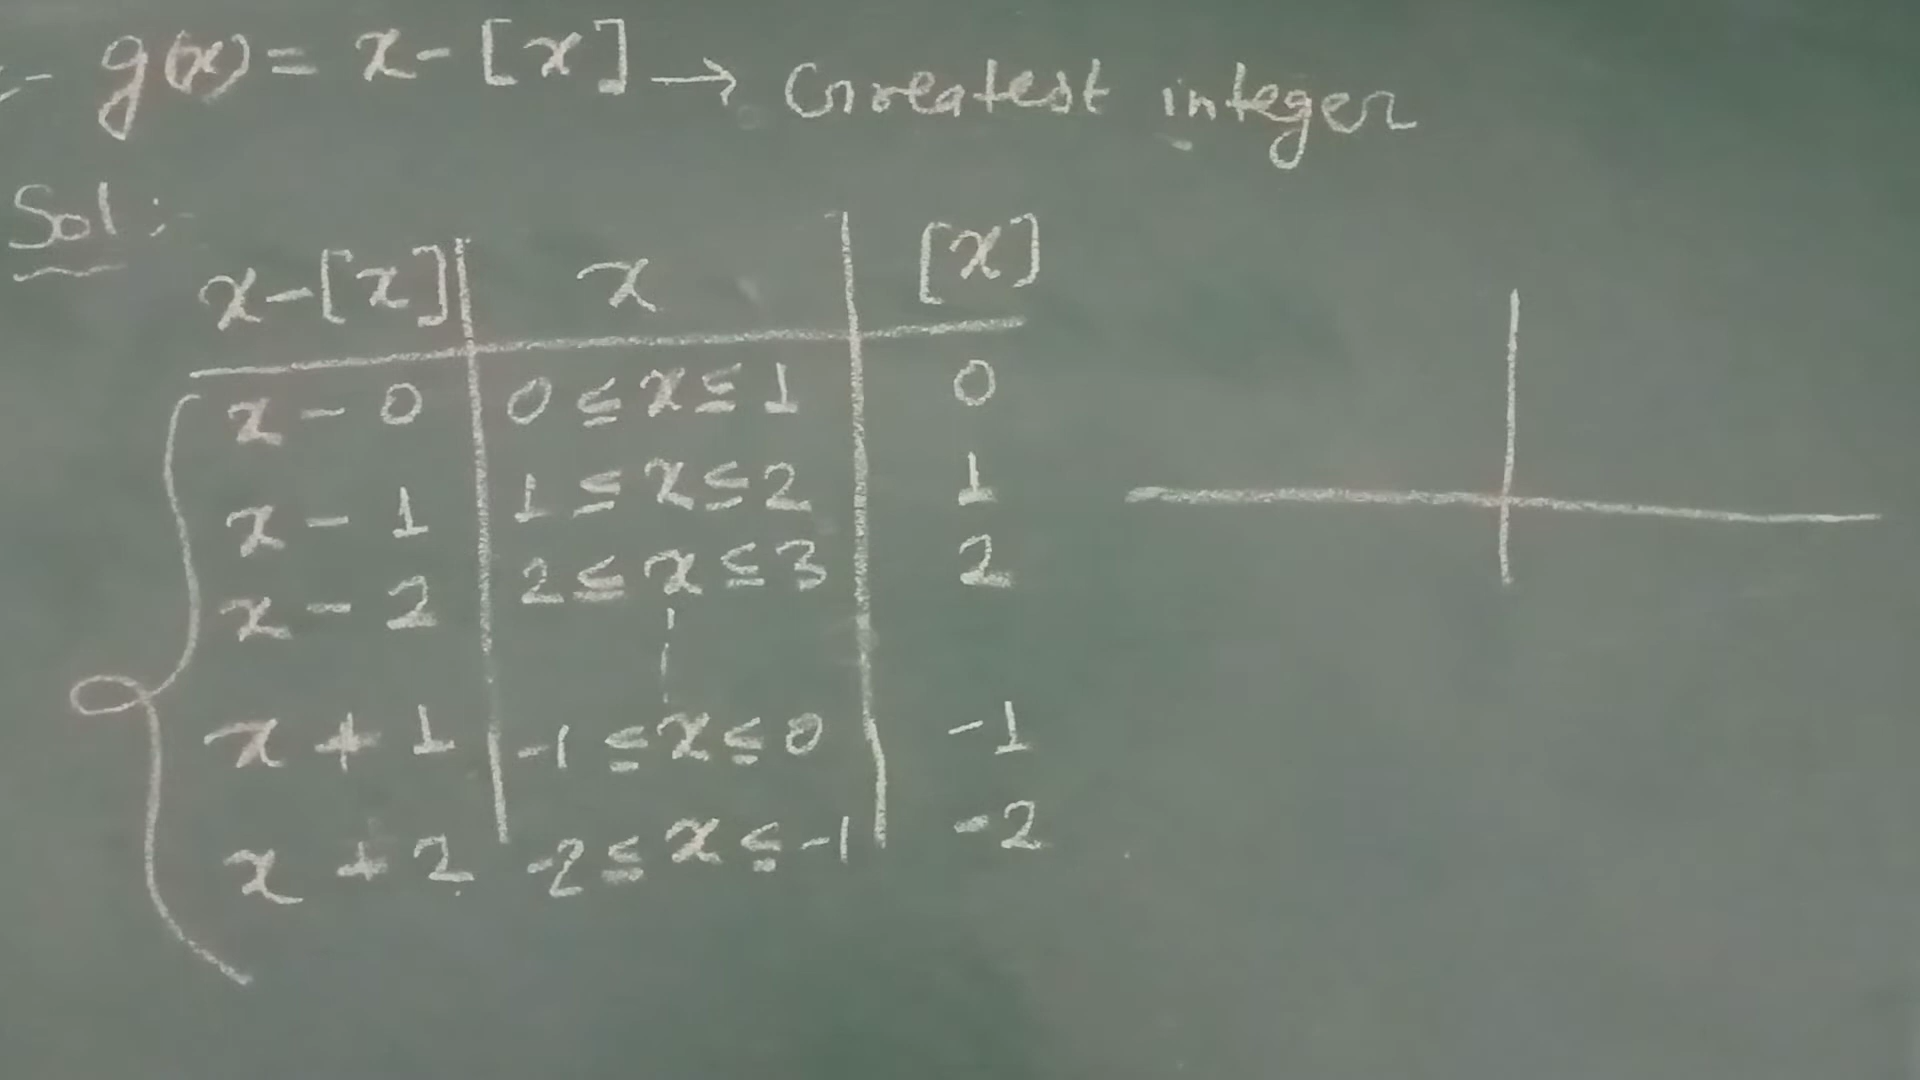 g(x) = x - [x] → Greatest integer
Sol:
x-[x] | x | [x]
x - 0 | 0 ≤ x ≤ 1 | 0
x - 1 | 1 ≤ x ≤ 2 | 1
x - 2 | 2 ≤ x ≤ 3 | 2
x + 1 | -1 ≤ x ≤ 0 | -1
x + 2 | -2 ≤ x ≤ -1 | -2